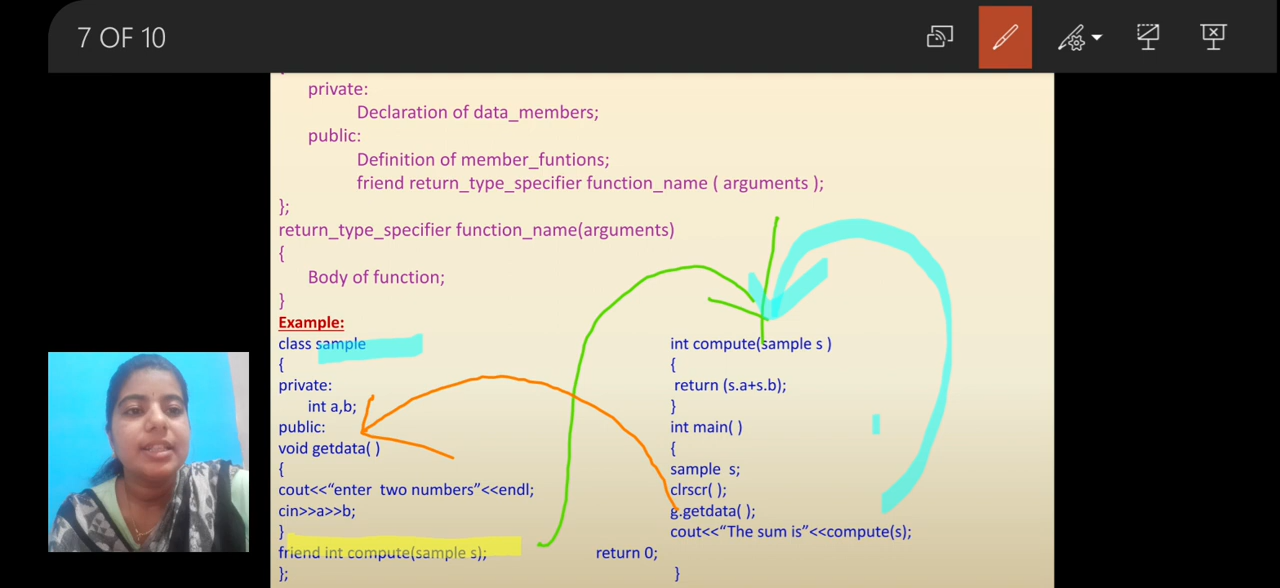 7 OF 10
private:
Declaration of data_members;
public:
Definition of member_funtions;
friend return_type_specifier function_name ( arguments );
};
return_type_specifier function_name(arguments)
{
Body of function;
}
Example:
class sample
{
private:
int a,b;
public:
void getdata( )
{
cout<<“enter two numbers”<<endl;
cin>>a>>b;
}
friend int compute(sample s);
};
int compute(sample s )
{
return (s.a+s.b);
}
int main( )
{
sample s;
clrscr( );
g.getdata( );
cout<<“The sum is”<<compute(s);
return 0;
}